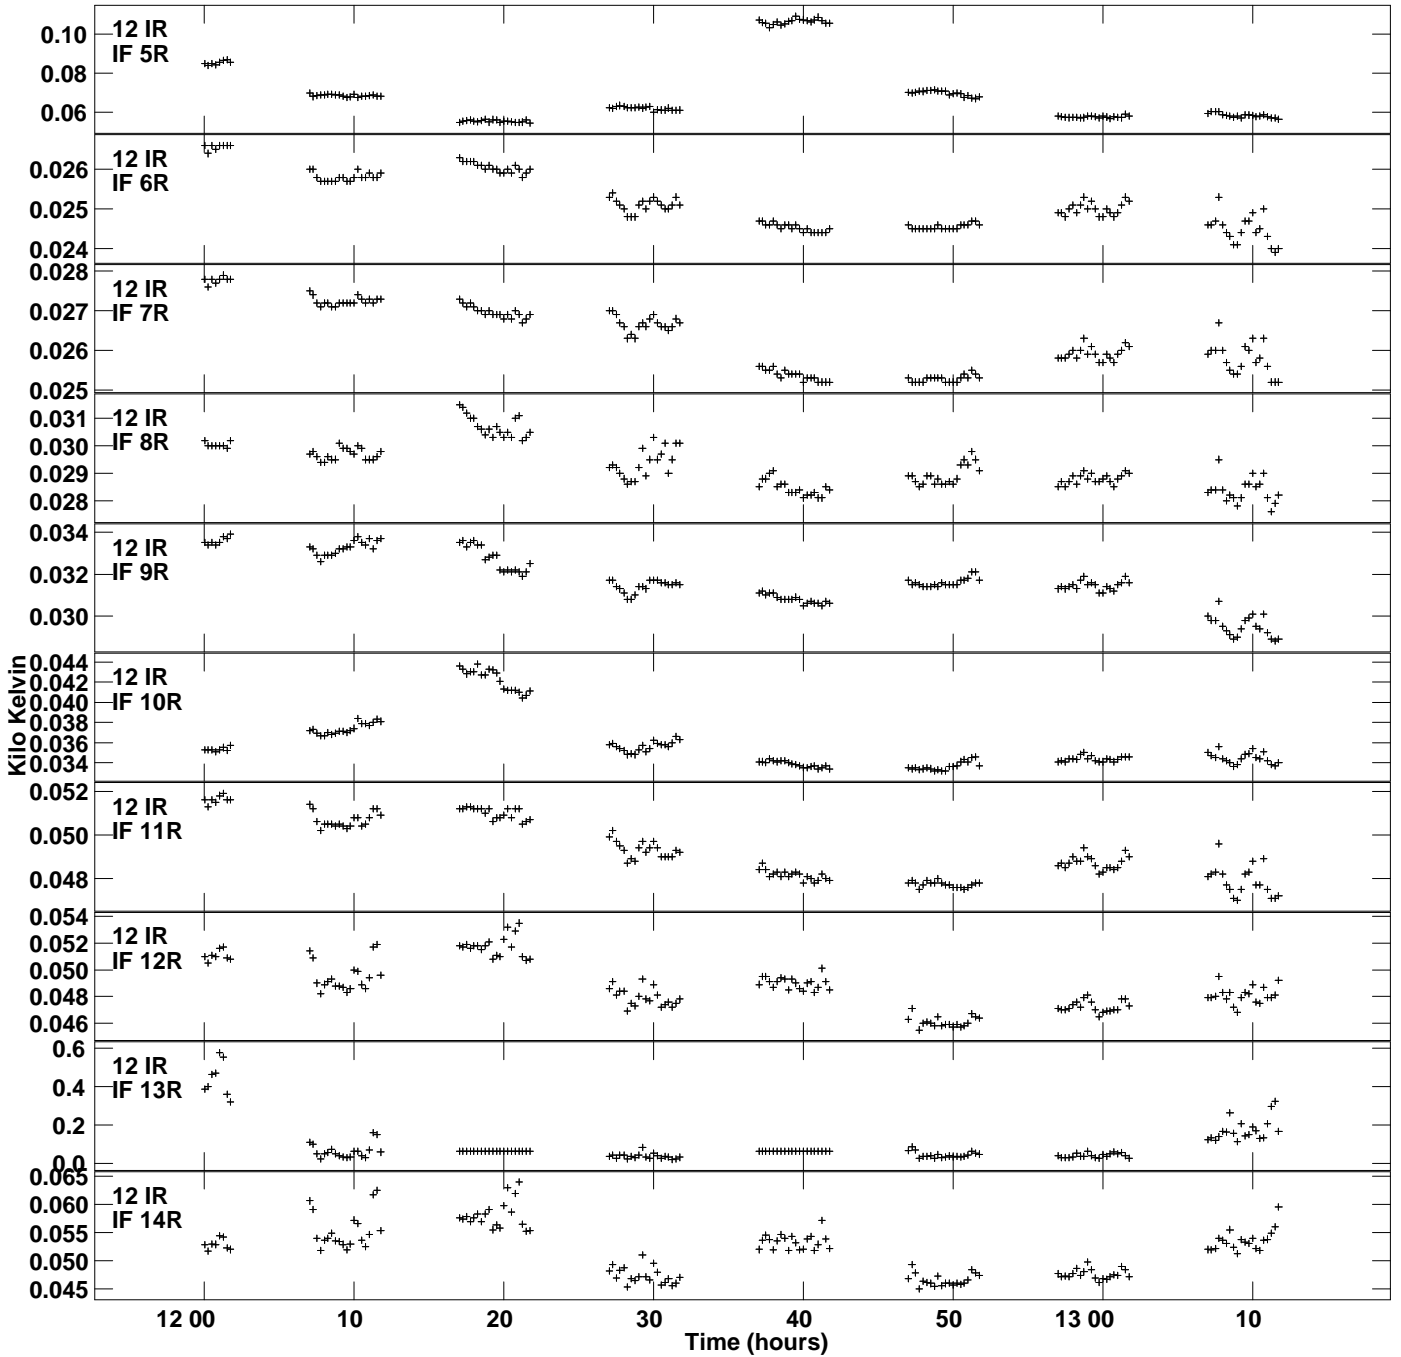 12 IR
IF 5R
0.10
0.08
0.06
12 IR
IF 6R
0.026
0.025
0.024
12 IR
IF 7R
0.028
0.027
0.026
0.025
12 IR
IF 8R
0.031
0.030
0.029
0.028
12 IR
IF 9R
0.034
0.032
0.030
12 IR
IF 10R
0.044
0.042
0.040
0.038
0.036
0.034
Kilo Kelvin
12 IR
IF 11R
0.052
0.050
0.048
12 IR
IF 12R
0.054
0.052
0.050
0.048
0.046
12 IR
IF 13R
0.6
0.4
0.2
0.0
12 IR
IF 14R
0.065
0.060
0.055
0.050
0.045
12 00 10 20 30 40 50 13 00 10
Time (hours)